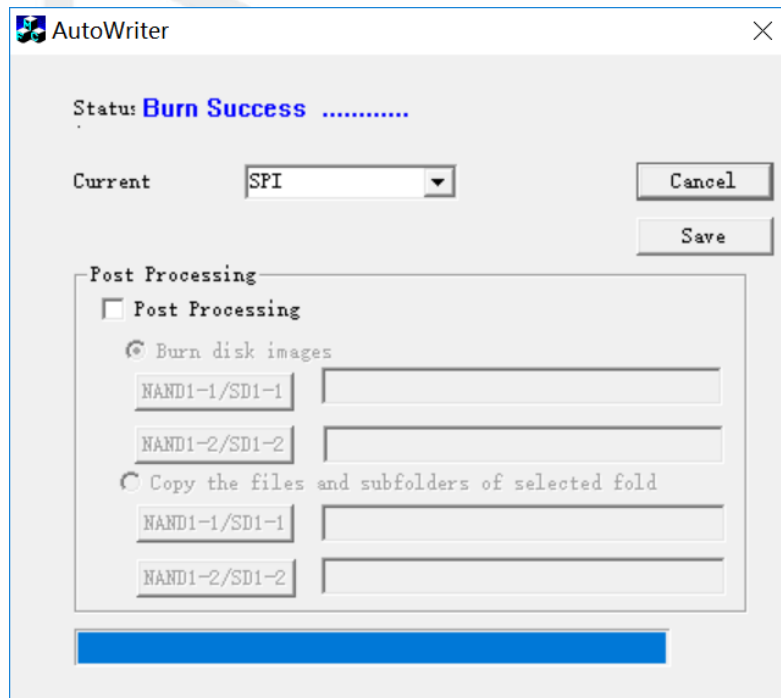 AutoWriter
Status Burn Success ............
Current SPI Cancel
Save
Post Processing
Post Processing
Burn disk images
NAND1-1/SD1-1
NAND1-2/SD1-2
Copy the files and subfolders of selected fold
NAND1-1/SD1-1
NAND1-2/SD1-2